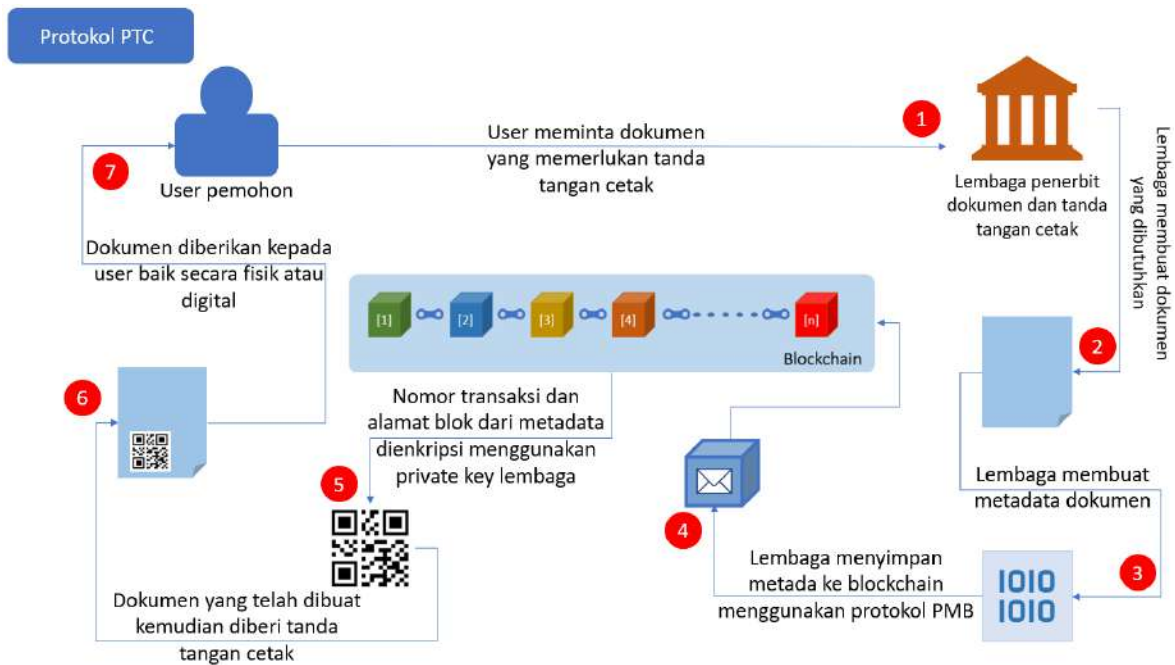 Protokol PTC
1
User meminta dokumen
yang memerlukan tanda
tangan cetak
User pemohon
7
Lembaga penerbit
dokumen dan tanda
tangan cetak
Lembaga membuat dokumen
yang dibutuhkan
2
Dokumen diberikan kepada
user baik secara fisik atau
digital
[1]
[2]
[3]
[4]
[n]
Blockchain
Nomor transaksi dan
alamat blok dari metadata
dienkripsi menggunakan
private key lembaga
6
5
Lembaga membuat
metadata dokumen
4
3
Lembaga menyimpan
metada ke blockchain
menggunakan protokol PMB
IOIO
IOIO
Dokumen yang telah dibuat
kemudian diberi tanda
tangan cetak